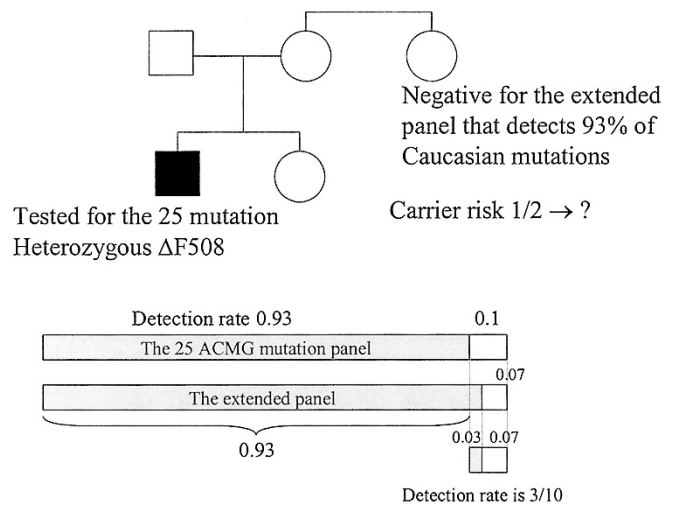 Negative for the extended
panel that detects 93% of
Caucasian mutations
Tested for the 25 mutation
Heterozygous ΔF508
Carrier risk 1/2 → ?
Detection rate 0.93
0.1
The 25 ACMG mutation panel
0.07
The extended panel
0.93
0.03
0.07
Detection rate is 3/10